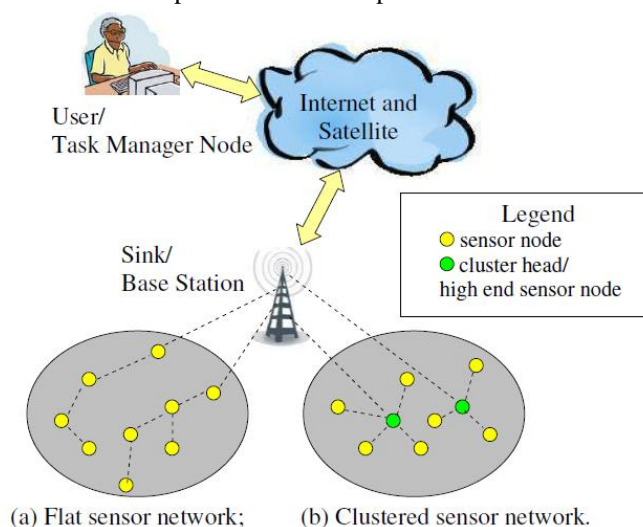 User/
Task Manager Node
Internet and
Satellite
Sink/
Base Station
Legend
sensor node
cluster head/
high end sensor node
(a) Flat sensor network;
(b) Clustered sensor network.